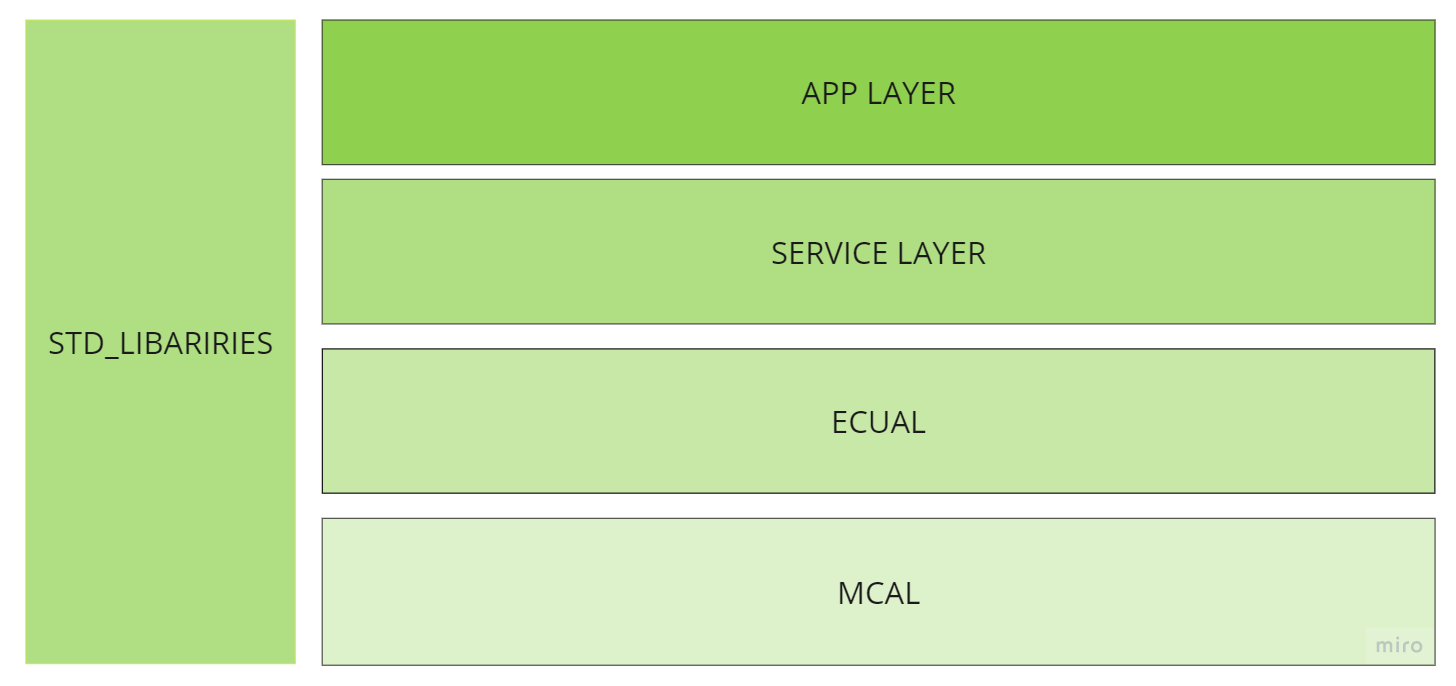 APP LAYER
SERVICE LAYER
STD_LIBARIRIES
ECUAL
MCAL
miro